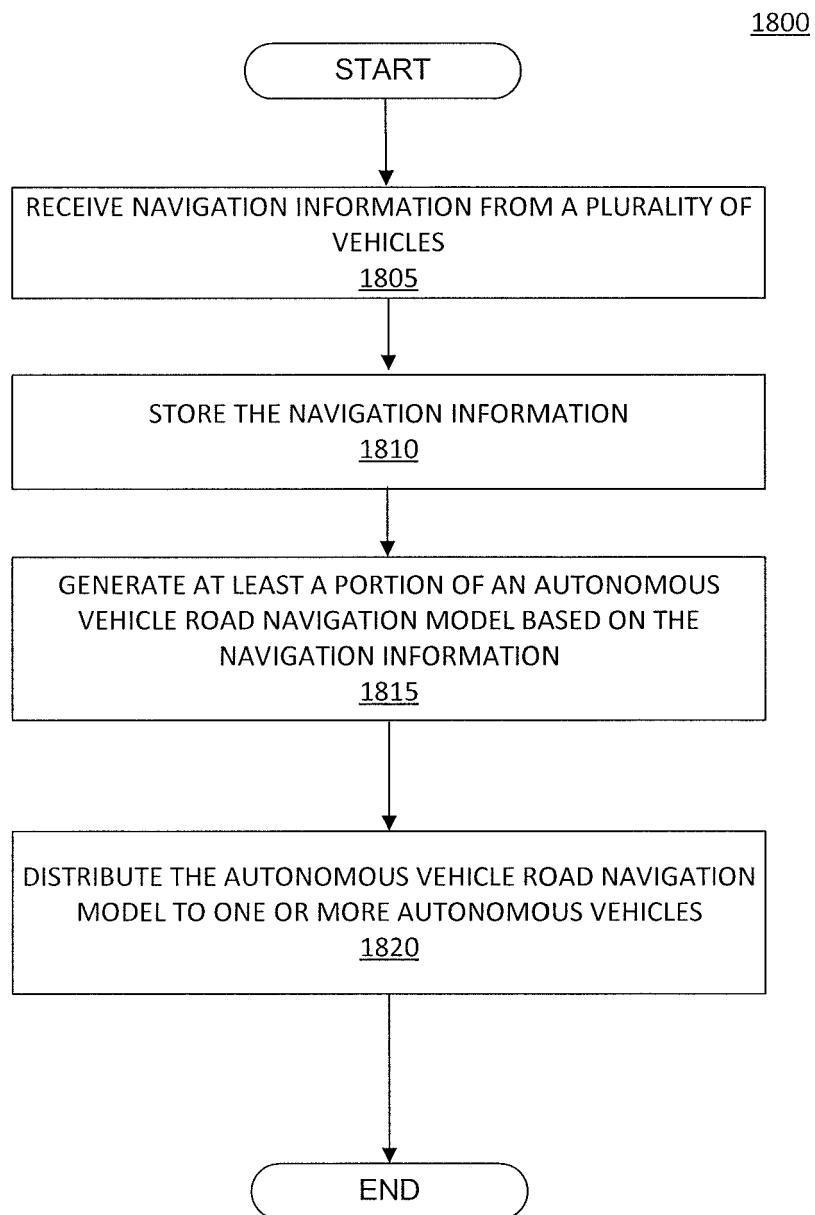 1800
START
RECEIVE NAVIGATION INFORMATION FROM A PLURALITY OF
VEHICLES
1805
STORE THE NAVIGATION INFORMATION
1810
GENERATE AT LEAST A PORTION OF AN AUTONOMOUS
VEHICLE ROAD NAVIGATION MODEL BASED ON THE
NAVIGATION INFORMATION
1815
DISTRIBUTE THE AUTONOMOUS VEHICLE ROAD NAVIGATION
MODEL TO ONE OR MORE AUTONOMOUS VEHICLES
1820
END